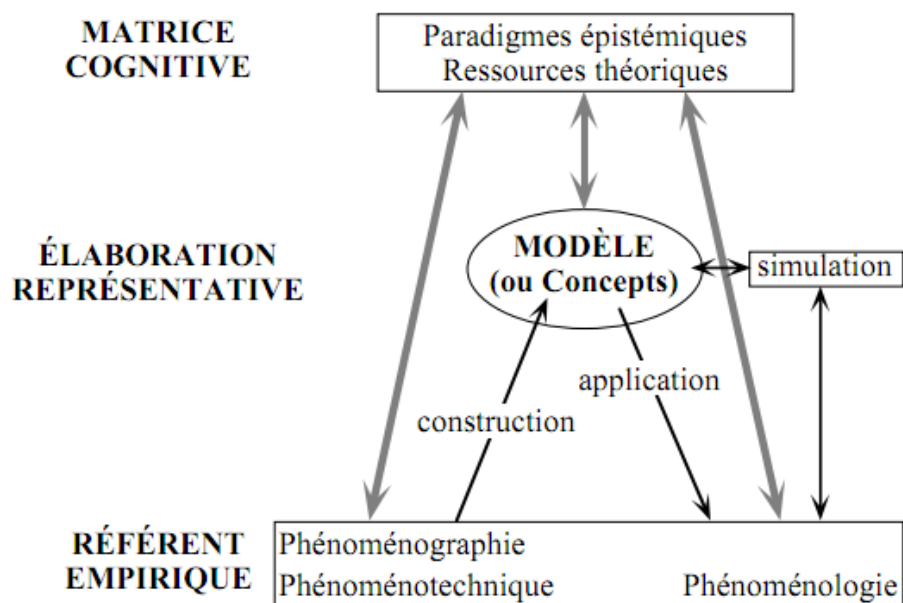 MATRICE
COGNITIVE
Paradigmes épistémiques
Ressources théoriques
ÉLABORATION
REPRÉSENTATIVE
MODÈLE
(ou Concepts)
simulation
application
construction
RÉFÉRENT
EMPIRIQUE
Phénoménographie
Phénoménotechnique
Phénoménologie